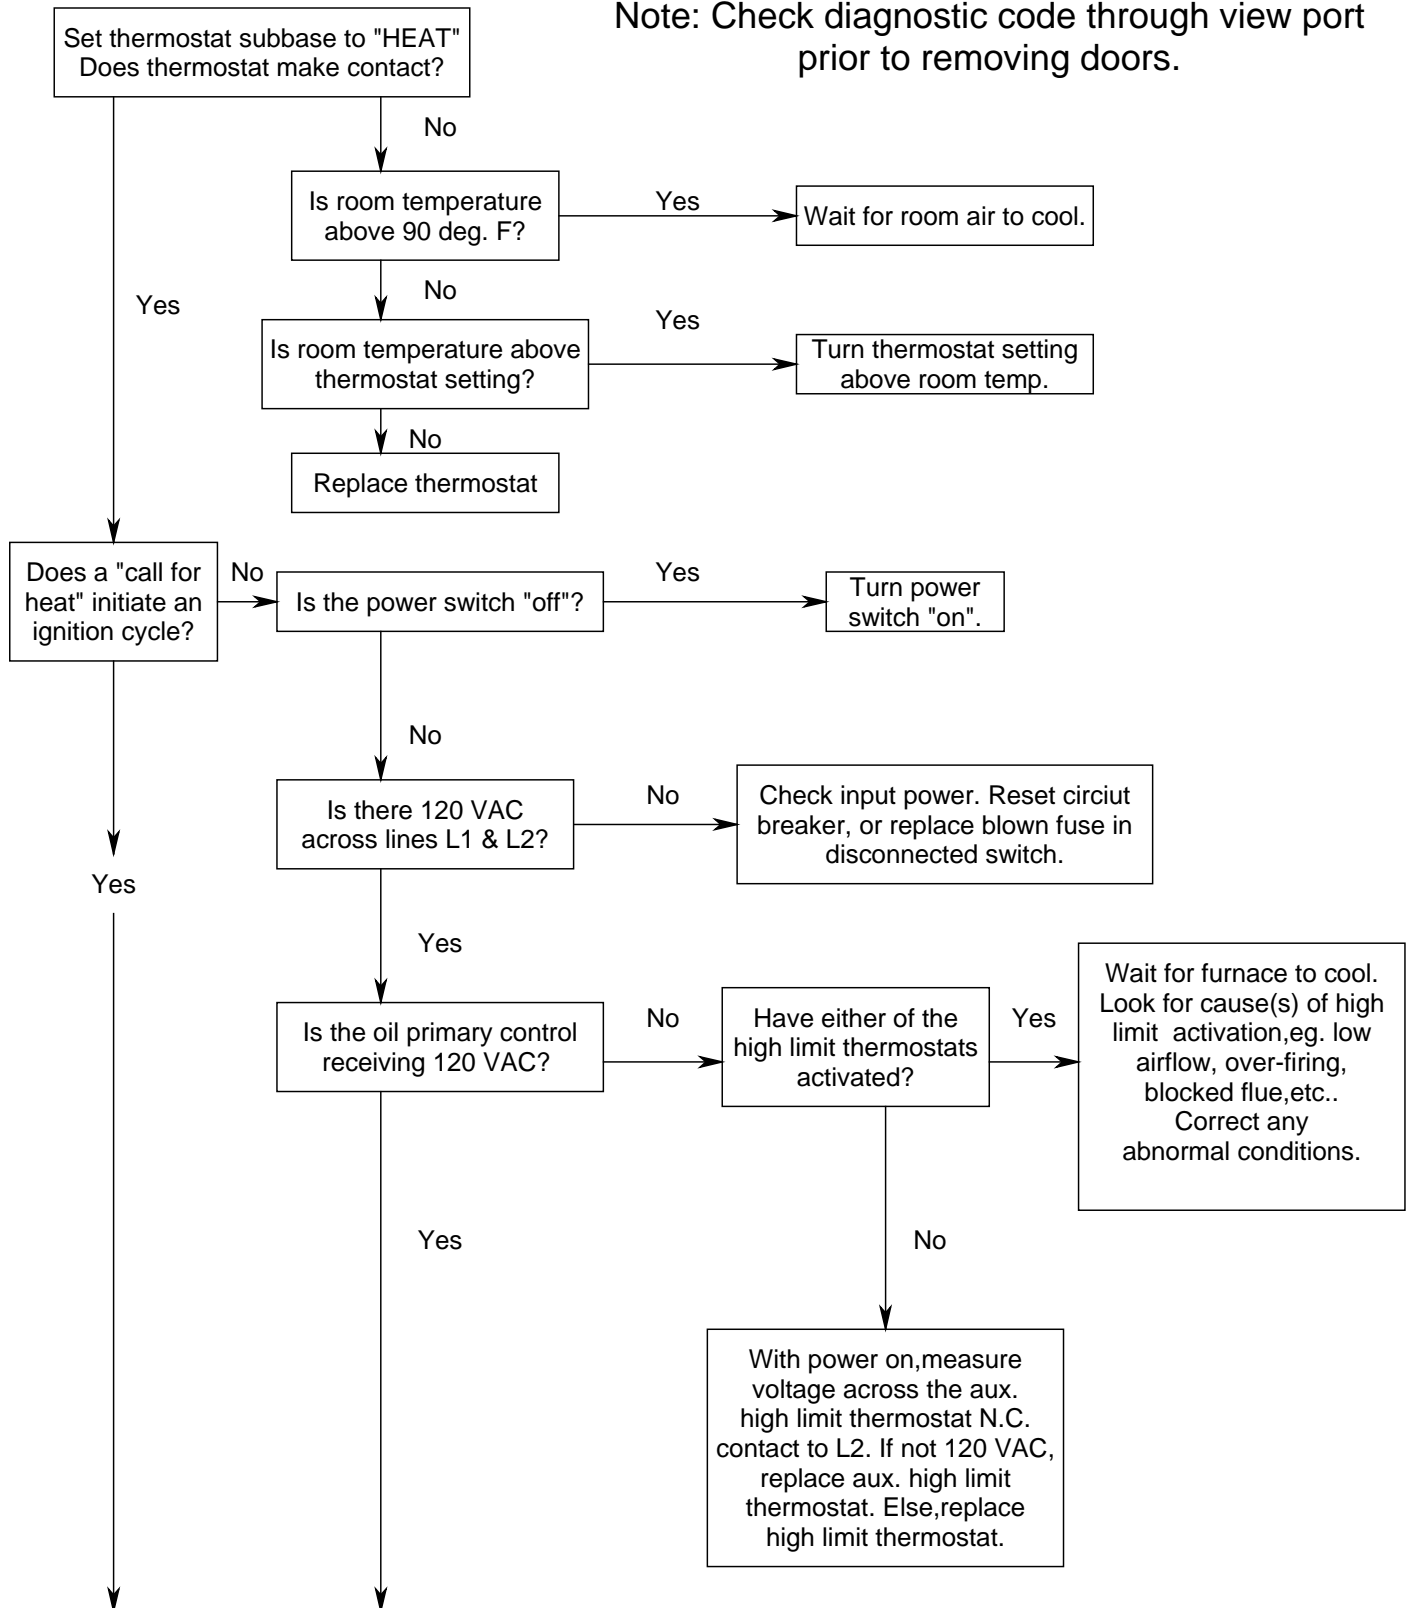 Note: Check diagnostic code through view port
prior to removing doors.
Set thermostat subbase to "HEAT"
Does thermostat make contact?
No
Is room temperature
above 90 deg. F?
Yes
Wait for room air to cool.
Yes
No
Is room temperature above
thermostat setting?
Yes
Turn thermostat setting
above room temp.
No
Replace thermostat
Does a "call for
heat" initiate an
ignition cycle?
No
Is the power switch "off"?
Yes
Turn power
switch "on".
No
Is there 120 VAC
across lines L1 & L2?
No
Check input power. Reset circiut
breaker, or replace blown fuse in
disconnected switch.
Yes
Yes
Is the oil primary control
receiving 120 VAC?
No
Have either of the
high limit thermostats
activated?
Yes
Wait for furnace to cool.
Look for cause(s) of high
limit activation,eg. low
airflow, over-firing,
blocked flue,etc..
Correct any
abnormal conditions.
Yes
No
With power on,measure
voltage across the aux.
high limit thermostat N.C.
contact to L2. If not 120 VAC,
replace aux. high limit
thermostat. Else,replace
high limit thermostat.